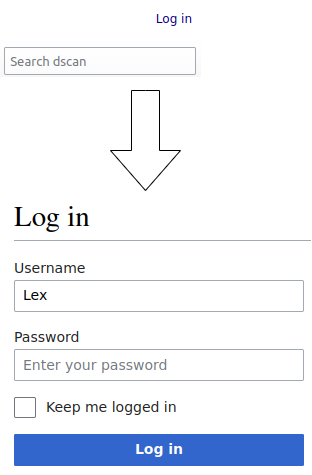 Log in
Search dscan
Log in
Username
Lex
Password
Enter your password
Keep me logged in
Log in